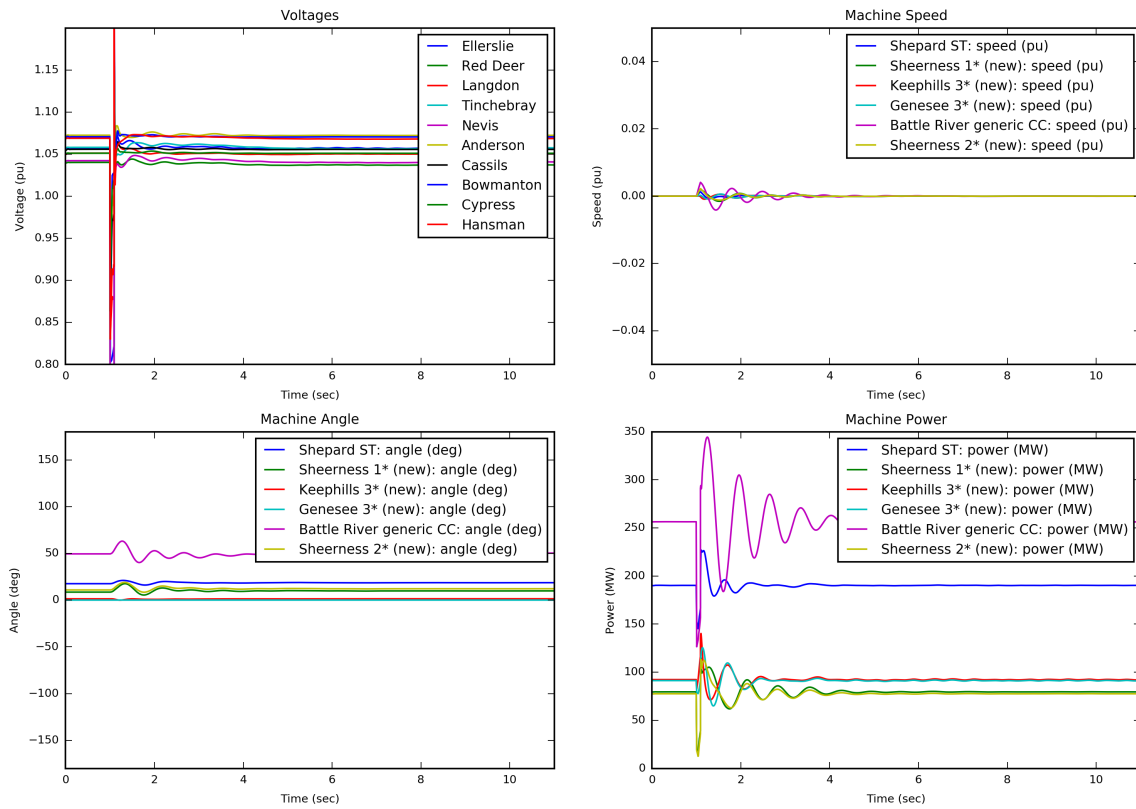 Voltages
Voltage (pu)
1.15
1.10
1.05
1.00
0.95
0.90
0.85
0.80
0
2
4
6
8
10
Time (sec)
Ellerslie
Red Deer
Langdon
Tinchebray
Nevis
Anderson
Cassils
Bowmanton
Cypress
Hansman
Machine Speed
Speed (pu)
0.04
0.02
0.00
−0.02
−0.04
0
2
4
6
8
10
Time (sec)
Shepard ST: speed (pu)
Sheerness 1* (new): speed (pu)
Keephills 3* (new): speed (pu)
Genesee 3* (new): speed (pu)
Battle River generic CC: speed (pu)
Sheerness 2* (new): speed (pu)
Machine Angle
Angle (deg)
150
100
50
0
−50
−100
−150
0
2
4
6
8
10
Time (sec)
Shepard ST: angle (deg)
Sheerness 1* (new): angle (deg)
Keephills 3* (new): angle (deg)
Genesee 3* (new): angle (deg)
Battle River generic CC: angle (deg)
Sheerness 2* (new): angle (deg)
Machine Power
Power (MW)
350
300
250
200
150
100
50
0
0
2
4
6
8
10
Time (sec)
Shepard ST: power (MW)
Sheerness 1* (new): power (MW)
Keephills 3* (new): power (MW)
Genesee 3* (new): power (MW)
Battle River generic CC: power (MW)
Sheerness 2* (new): power (MW)